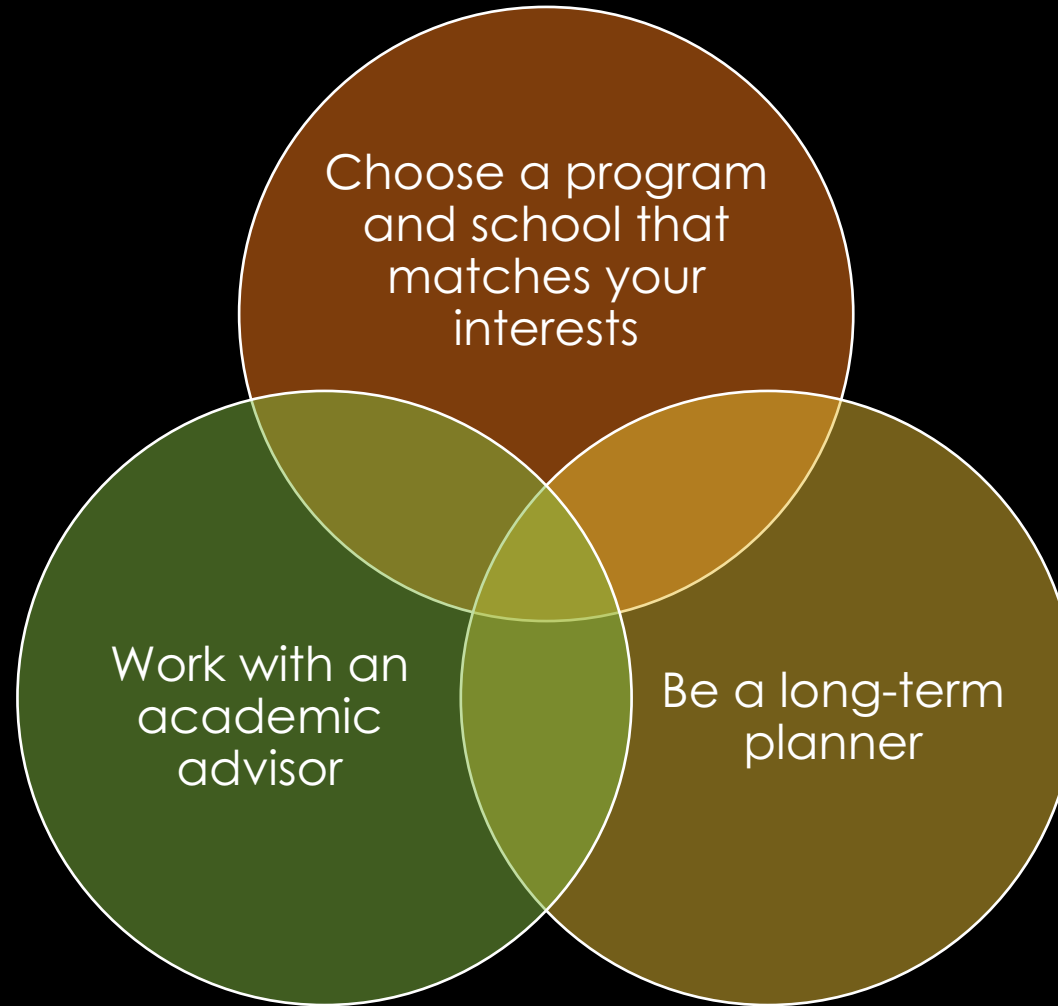 Choose a program
and school that
matches your
interests
Work with an
academic
advisor
Be a long-term
planner